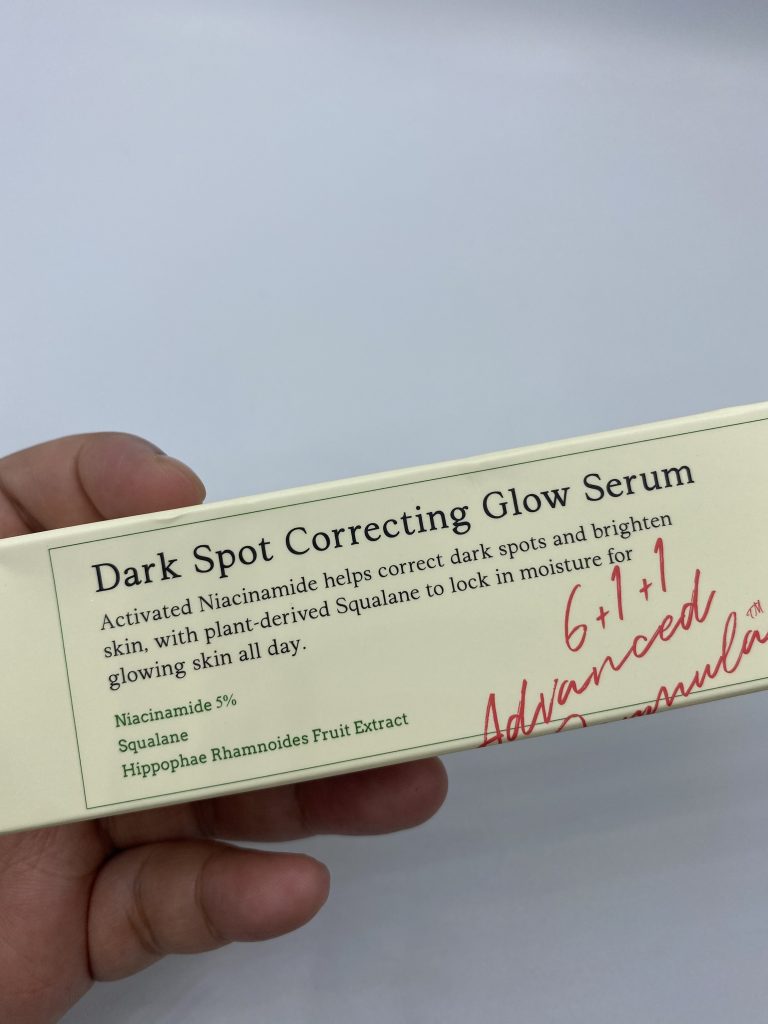 Dark Spot Correcting Glow Serum
Activated Niacinamide helps correct dark spots and brighten
skin, with plant-derived Squalane to lock in moisture for
glowing skin all day.
6+1+1
Advanced
TM
Niacinamide 5%
Squalane
Hippophae Rhamnoides Fruit Extract